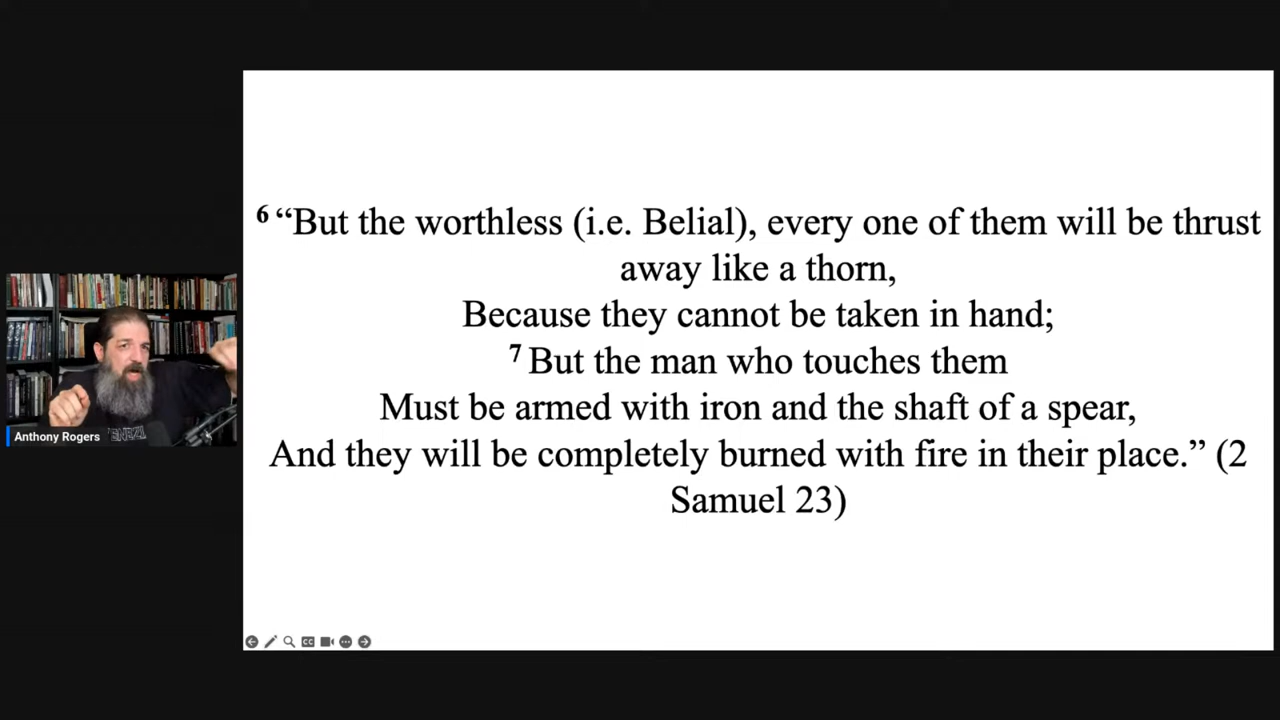 6 “But the worthless (i.e. Belial), every one of them will be thrust
away like a thorn,
Because they cannot be taken in hand;
7 But the man who touches them
Must be armed with iron and the shaft of a spear,
And they will be completely burned with fire in their place.” (2
Samuel 23)
Anthony Rogers